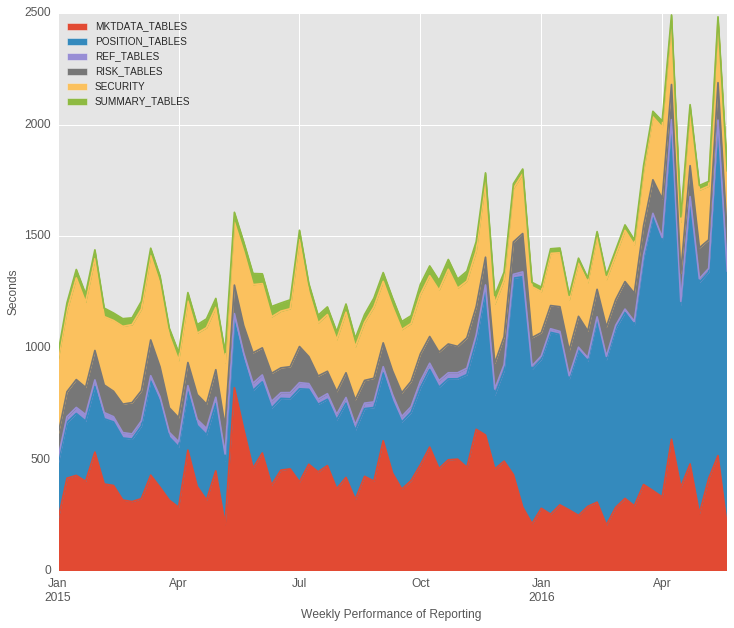 2500
2000
1500
1000
500
0
Seconds
MKTDATA_TABLES
POSITION_TABLES
REF_TABLES
RISK_TABLES
SECURITY
SUMMARY_TABLES
Jan
2015
Apr
Jul
Oct
Jan
2016
Apr
Weekly Performance of Reporting